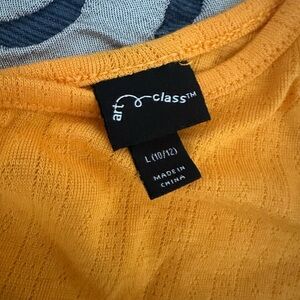 art class™
L (10/12)
MADE IN
CHINA